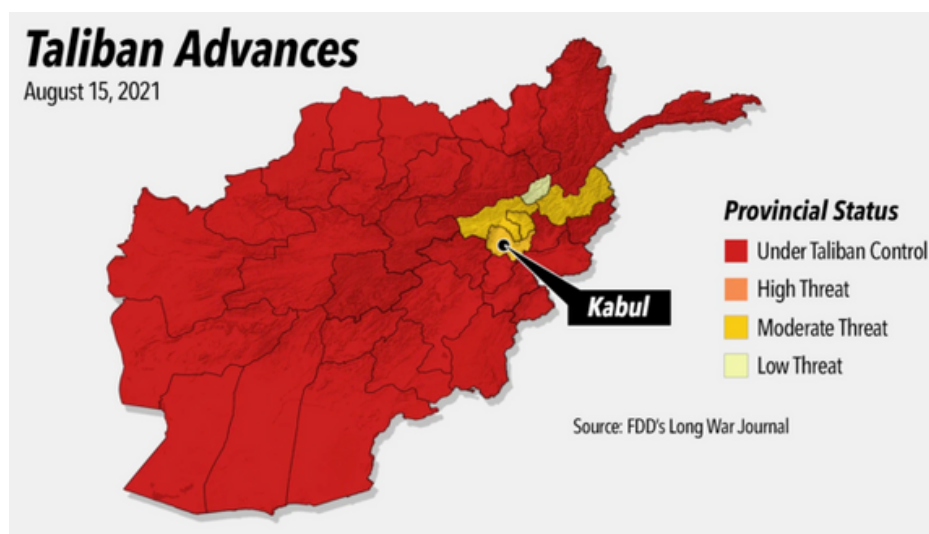 Taliban Advances
August 15, 2021
Provincial Status
Under Taliban Control
High Threat
Kabul
Moderate Threat
Low Threat
Source: FDD's Long War Journal